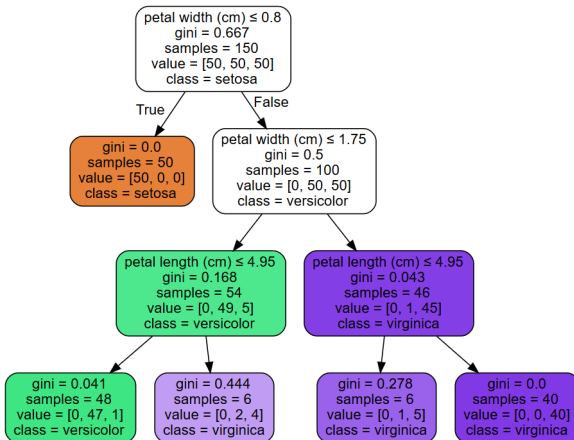 petal width (cm) ≤ 0.8
gini = 0.667
samples = 150
value = [50, 50, 50]
class = setosa
True
False
gini = 0.0
samples = 50
value = [50, 0, 0]
class = setosa
petal width (cm) ≤ 1.75
gini = 0.5
samples = 100
value = [0, 50, 50]
class = versicolor
petal length (cm) ≤ 4.95
gini = 0.168
samples = 54
value = [0, 49, 5]
class = versicolor
petal length (cm) ≤ 4.95
gini = 0.043
samples = 46
value = [0, 1, 45]
class = virginica
gini = 0.041
samples = 48
value = [0, 47, 1]
class = versicolor
gini = 0.444
samples = 6
value = [0, 2, 4]
class = virginica
gini = 0.278
samples = 6
value = [0, 1, 5]
class = virginica
gini = 0.0
samples = 40
value = [0, 0, 40]
class = virginica